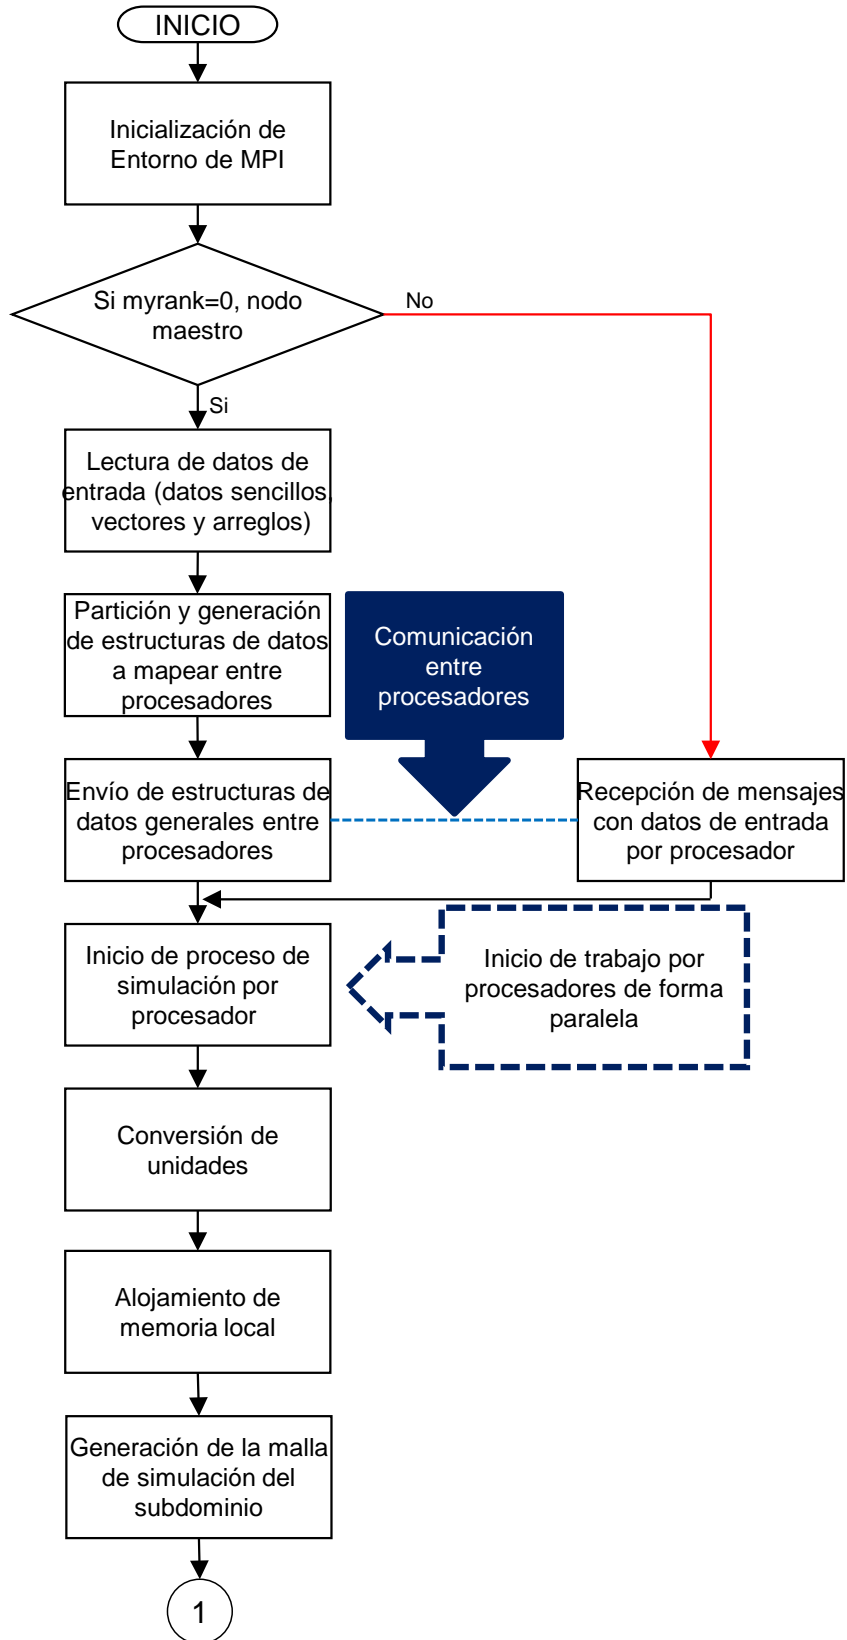 INICIO
Inicialización de
Entorno de MPI
Si myrank=0, nodo
maestro
No
Si
Lectura de datos de
entrada (datos sencillos,
vectores y arreglos)
Partición y generación
de estructuras de datos
a mapear entre
procesadores
Comunicación
entre
procesadores
Envío de estructuras de
datos generales entre
procesadores
Recepción de mensajes
con datos de entrada
por procesador
Inicio de proceso de
simulación por
procesador
Inicio de trabajo por
procesadores de forma
paralela
Conversión de
unidades
Alojamiento de
memoria local
Generación de la malla
de simulación del
subdominio
1